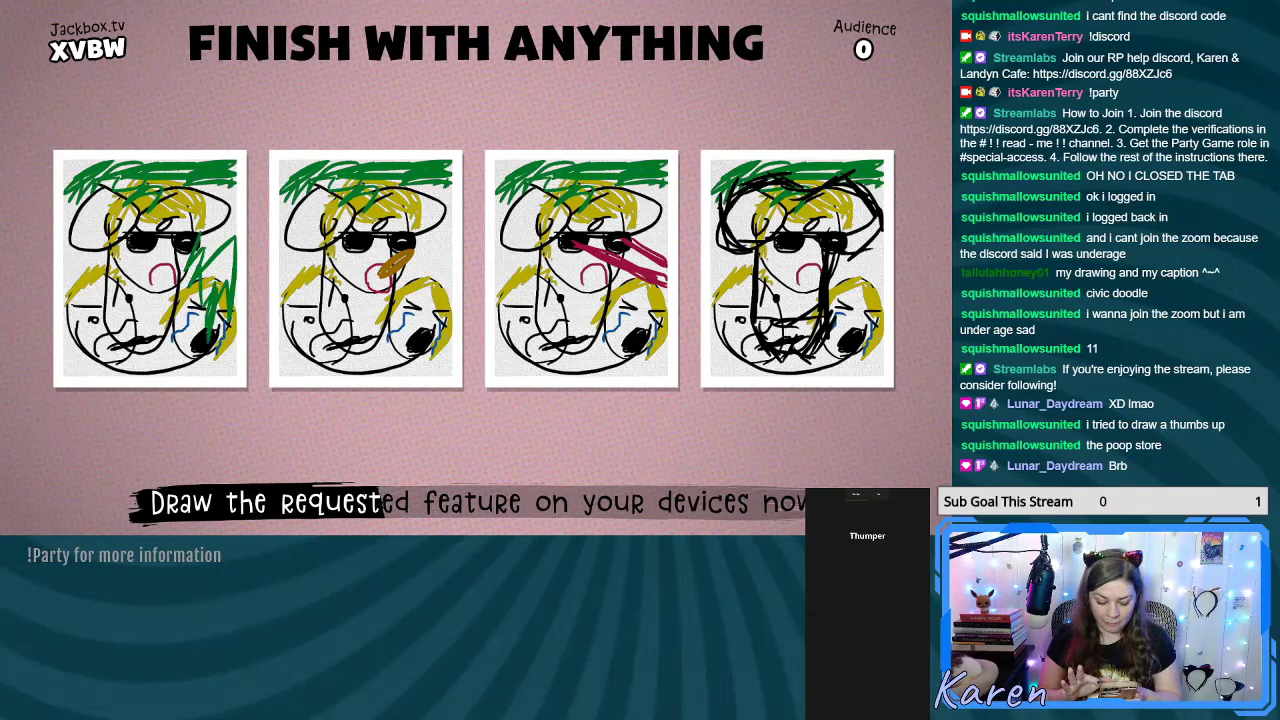 Jackbox.tv
XVBW
FINISH WITH ANYTHING
Audience
0
Draw the requested feature on your devices now
!Party for more information
Thumper
squishmallowsunited i cant find the discord code
itsKarenTerry !discord
Streamlabs Join our RP help discord, Karen &
Landyn Cafe: https://discord.gg/88XZJc6
itsKarenTerry !party
Streamlabs How to Join 1. Join the discord
https://discord.gg/88XZJc6. 2. Complete the verifications in
the # ! ! read - me ! ! channel. 3. Get the Party Game role in
#special-access. 4. Follow the rest of the instructions there.
squishmallowsunited OH NO I CLOSED THE TAB
squishmallowsunited ok i logged in
squishmallowsunited i logged back in
squishmallowsunited and i cant join the zoom because
the discord said I was underage
tallulahhoney01 my drawing and my caption ^~^
squishmallowsunited civic doodle
squishmallowsunited i wanna join the zoom but i am
under age sad
squishmallowsunited 11
Streamlabs If you're enjoying the stream, please
consider following!
Lunar_Daydream XD lmao
squishmallowsunited i tried to draw a thumbs up
squishmallowsunited the poop store
Lunar_Daydream Brb
Sub Goal This Stream 0 1
Karen